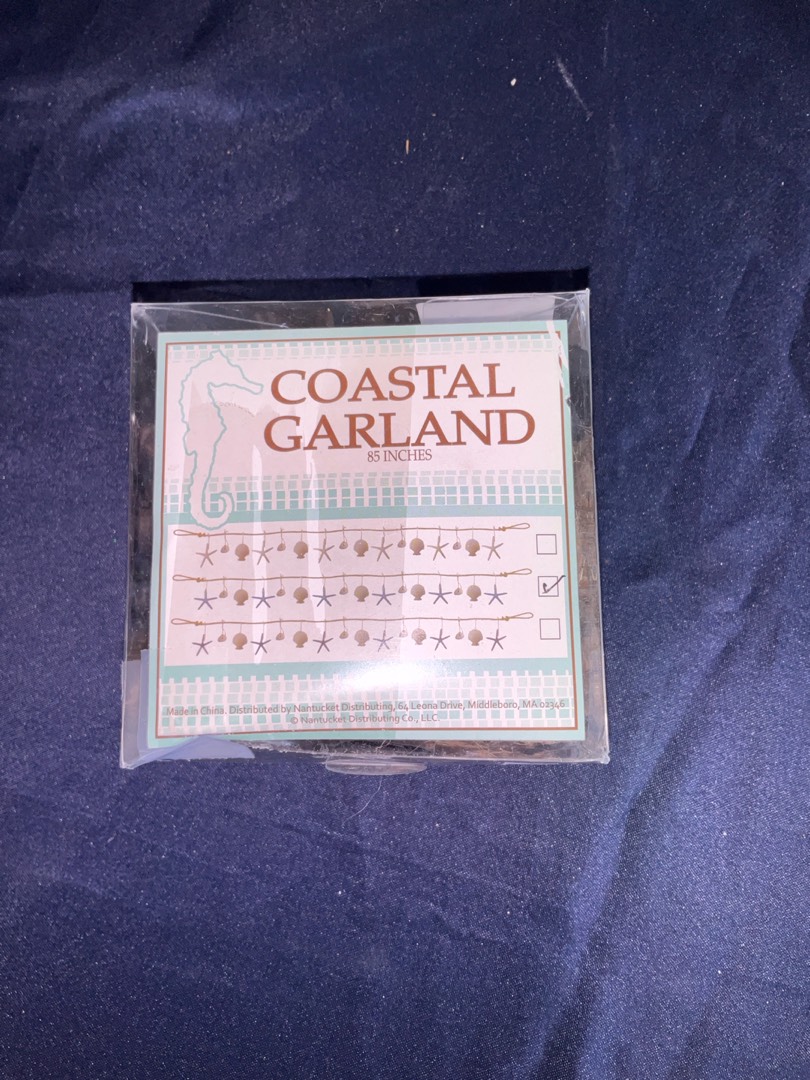 COASTAL
GARLAND
85 INCHES
Made in China. Distributed by Nantucket Distributing, 64 Leona Drive, Middleboro, MA 02346
© Nantucket Distributing Co., LLC.